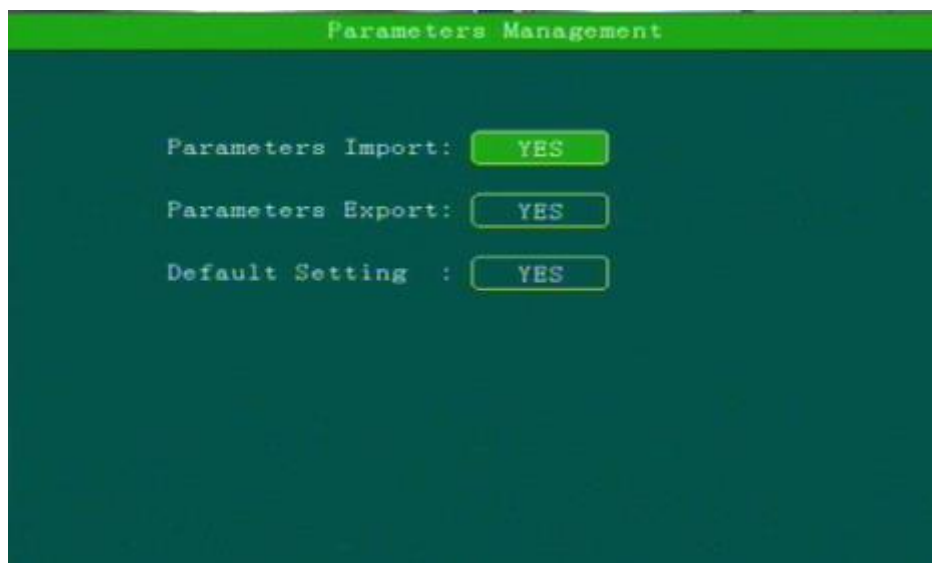 Parameters Management
Parameters Import: YES
Parameters Export: YES
Default Setting : YES